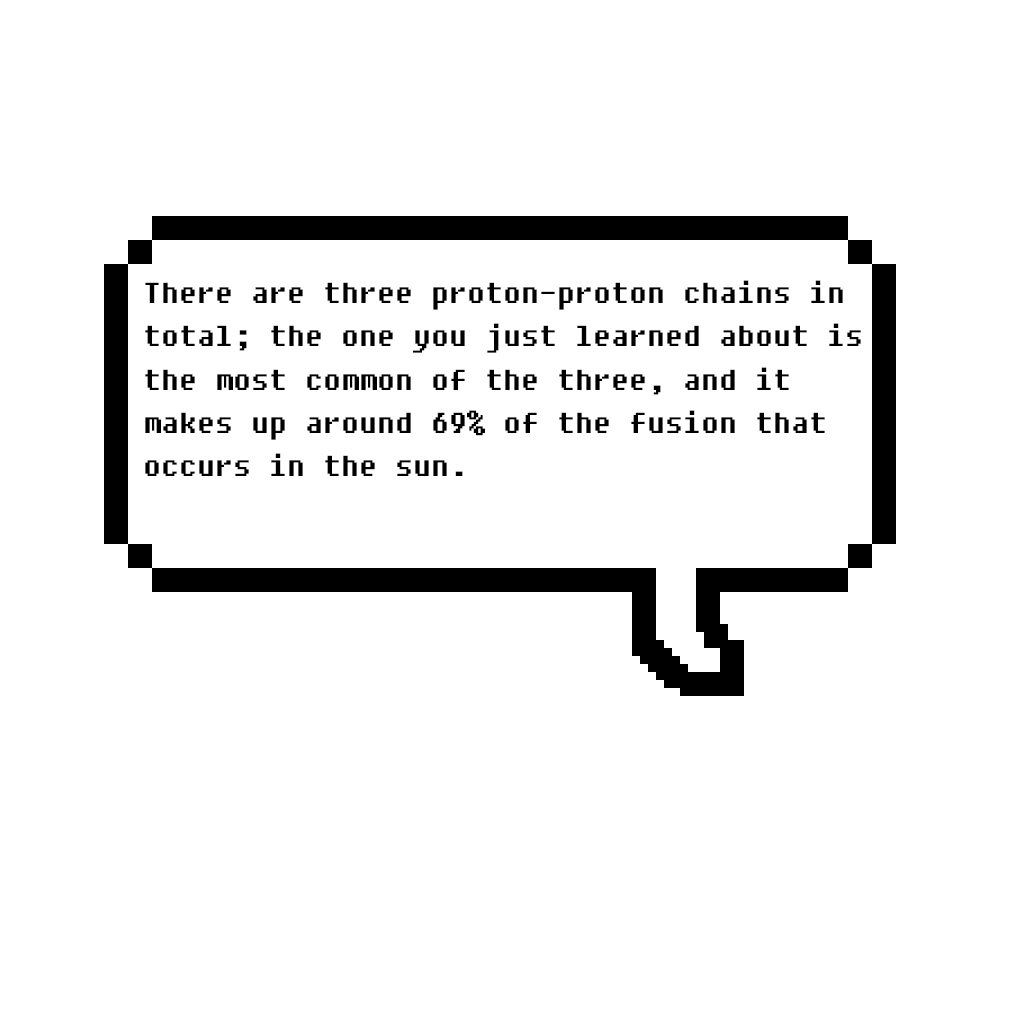 There are three proton-proton chains in
total; the one you just learned about is
the most common of the three, and it
makes up around 69% of the fusion that
occurs in the sun.